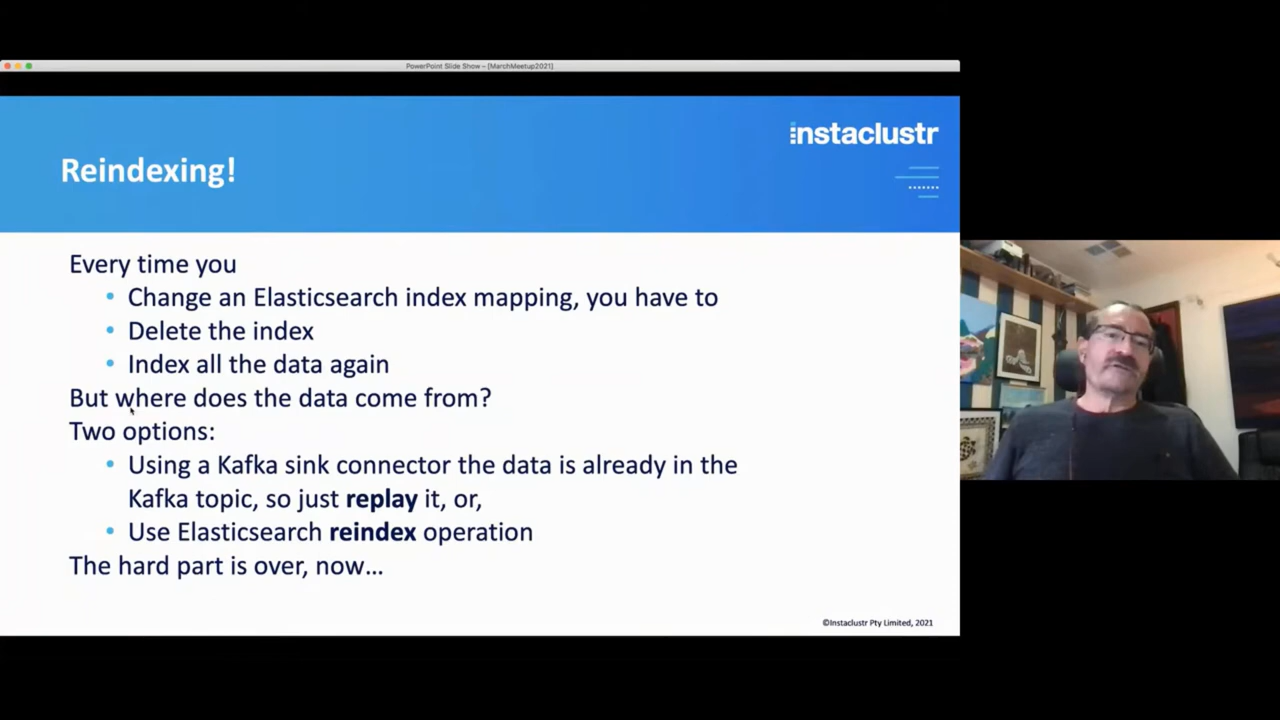 PowerPoint Slide Show – [MarchMeetup2021]
instaclustr
Reindexing!
Every time you
• Change an Elasticsearch index mapping, you have to
• Delete the index
• Index all the data again
But where does the data come from?
Two options:
• Using a Kafka sink connector the data is already in the
Kafka topic, so just replay it, or,
• Use Elasticsearch reindex operation
The hard part is over, now...
©Instaclustr Pty Limited, 2021